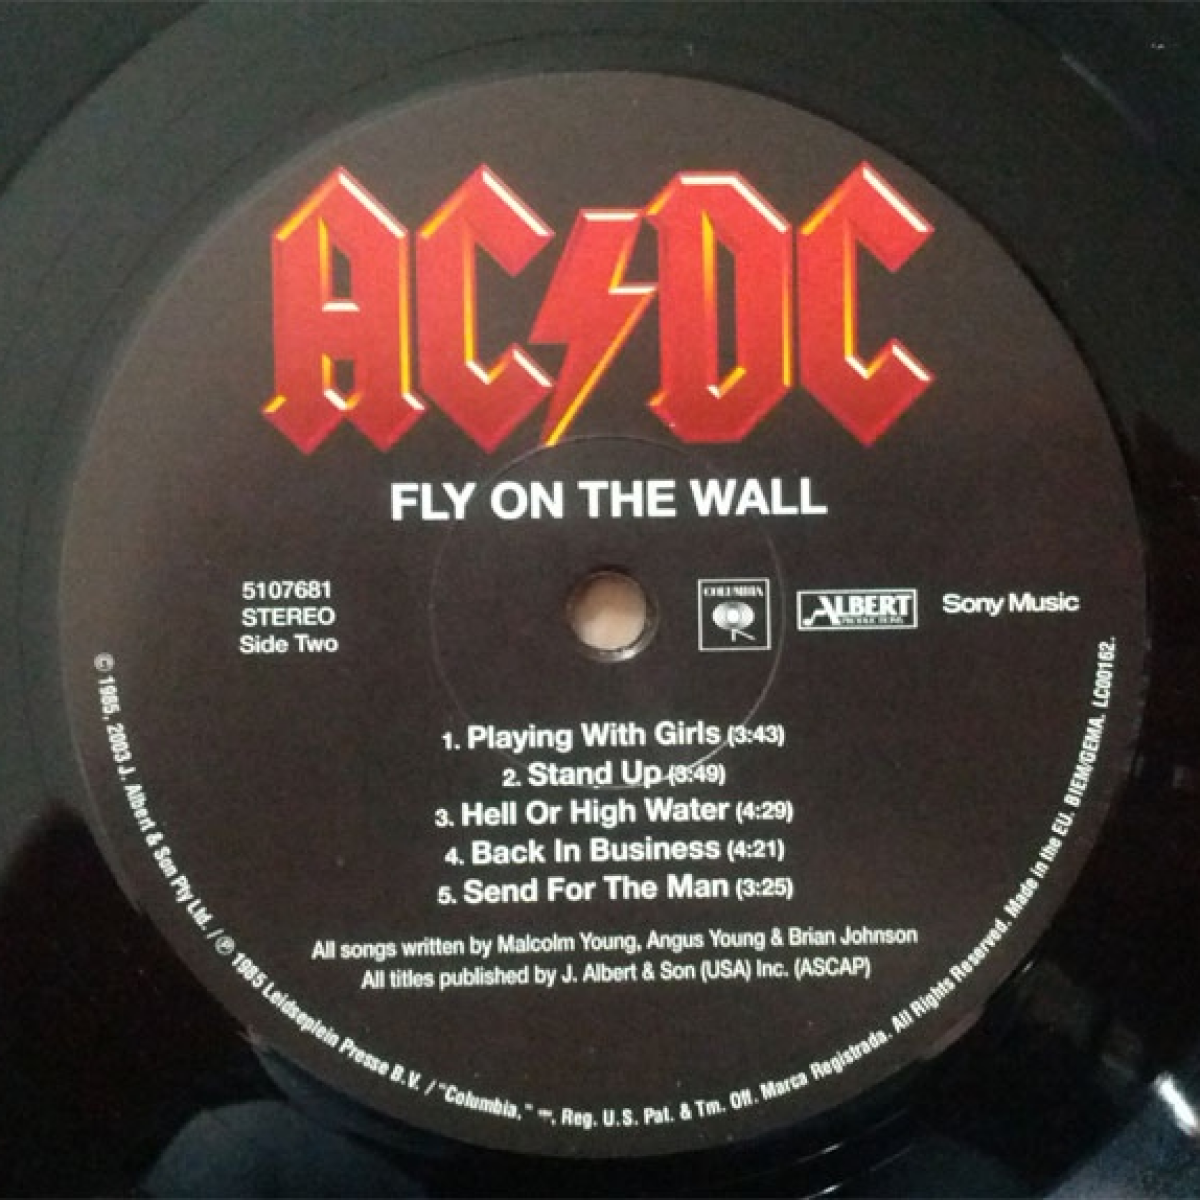 AC/DC
FLY ON THE WALL
5107681
STEREO
Side Two
COLUMBIA
ALBERT
PRODUCTIONS
Sony Music
1. Playing With Girls (3:43)
2. Stand Up (3:49)
3. Hell Or High Water (4:29)
4. Back In Business (4:21)
5. Send For The Man (3:25)
All songs written by Malcolm Young, Angus Young & Brian Johnson
All titles published by J. Albert & Son (USA) Inc. (ASCAP)
© 1985, 2003 J. Albert & Son Pty Ltd. / ℗ 1985 Leidseplein Presse B.V. / "Columbia," ™, Reg. U.S. Pat. & Tm. Off. Marca Registrada. All Rights Reserved. Made in the EU. BIEM/GEMA. LC00162.